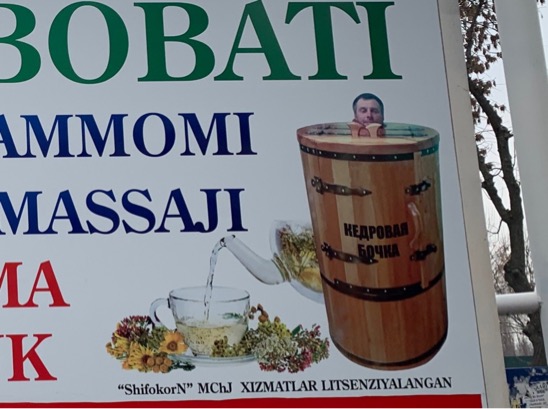 BOBATI
AMMOMI
MASSAJI
MA
K
КЕДРОВАЯ
БОЧКА
“ShifokorN” MChJ XIZMATLAR LITSENZIYALANGAN